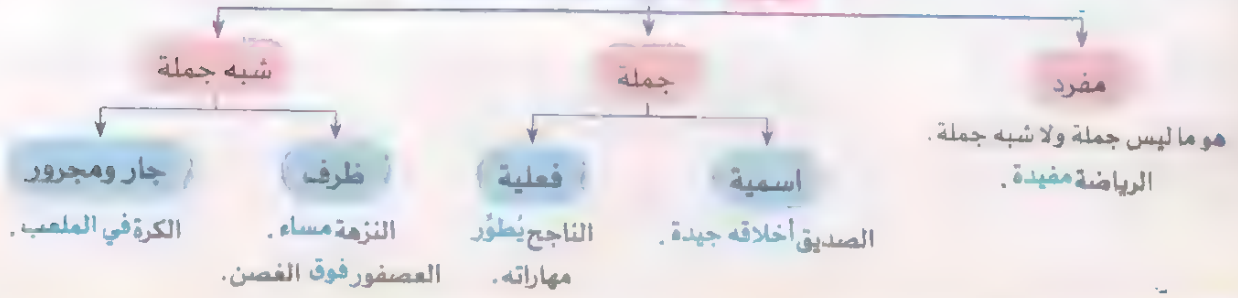 مفرد
هو ما ليس جملة ولا شبه جملة.
الرياضة مفيدة.
جملة
اسمية
الصديق أخلاقه جيدة.
فعلية
الناجح يُطوِّر
مهاراته.
شبه جملة
ظرف
النزهة مساء.
العصفور فوق الغصن.
جار ومجرور
الكرة في الملعب.